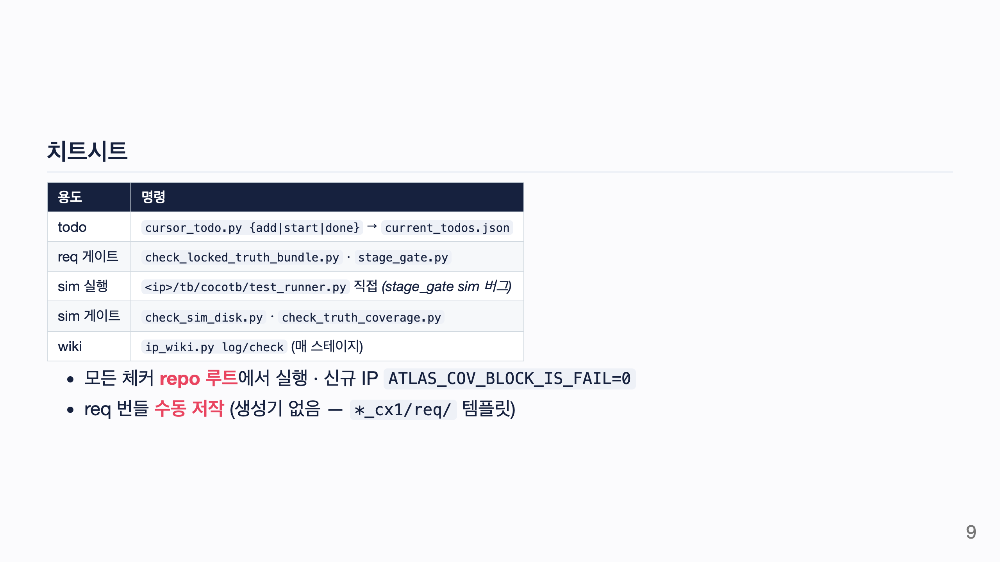 치트시트
용도 명령
todo cursor_todo.py {add|start|done} → current_todos.json
req 게이트 check_locked_truth_bundle.py · stage_gate.py
sim 실행 <ip>/tb/cocotb/test_runner.py 직접 (stage_gate sim 버그)
sim 게이트 check_sim_disk.py · check_truth_coverage.py
wiki ip_wiki.py log/check (매 스테이지)
• 모든 체커 repo 루트에서 실행 · 신규 IP ATLAS_COV_BLOCK_IS_FAIL=0
• req 번들 수동 저작 (생성기 없음 — *_cx1/req/ 템플릿)
9